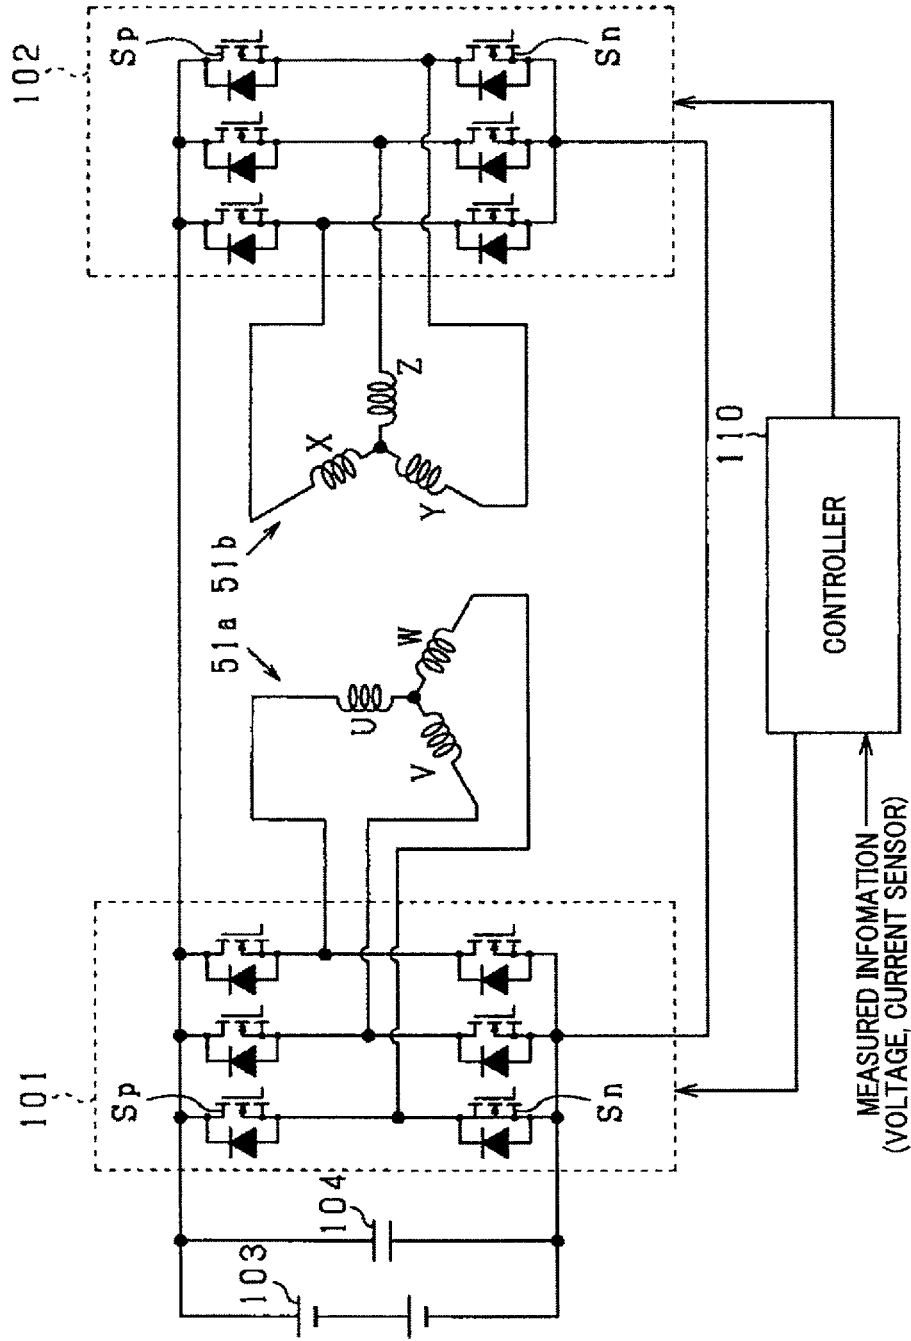 101
102
Sp
Sp
103
104
51a
51b
U
X
W
V
Z
Y
Sn
Sn
110
CONTROLLER
MEASURED INFOMATION
(VOLTAGE, CURRENT SENSOR)